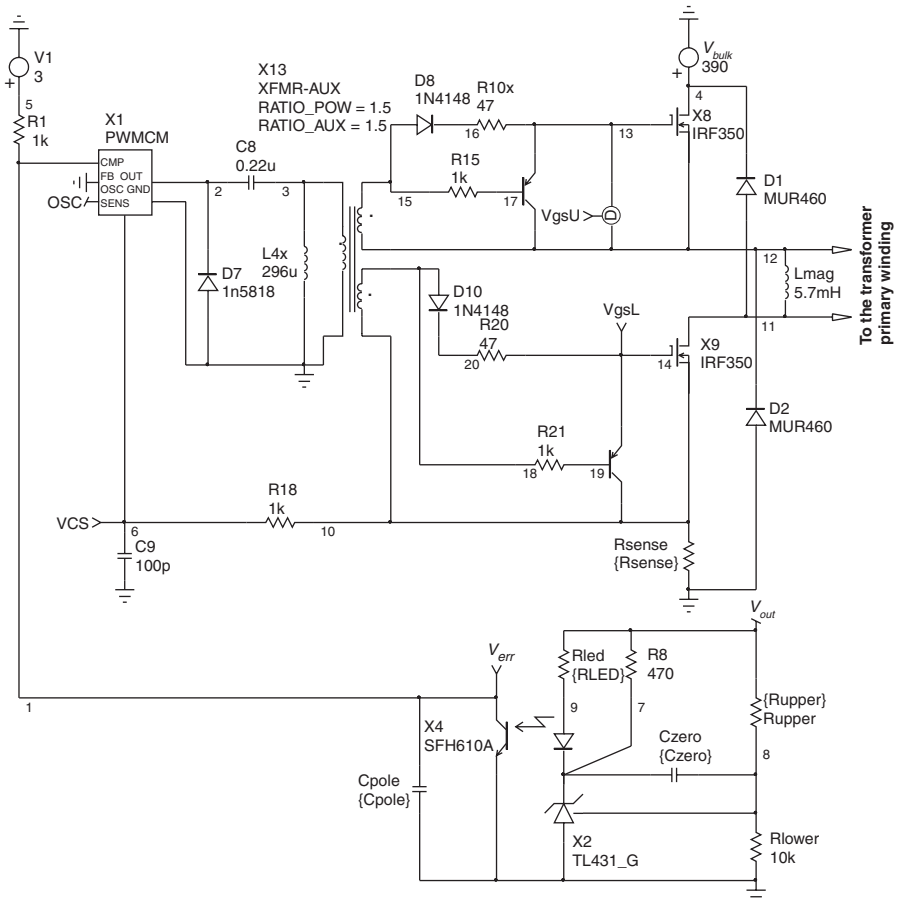 V1
3
5
R1
1k
X1
PWMCM
CMP
FB OUT
OSC GND
SENS
OSC
C8
0.22u
2
3
X13
XFMR-AUX
RATIO_POW = 1.5
RATIO_AUX = 1.5
D8
1N4148
R10x
47
16
R15
1k
15
17
VgsU
D
13
V_bulk
390
4
X8
IRF350
D1
MUR460
12
Lmag
5.7mH
11
To the transformer
primary winding
L4x
296u
D7
1n5818
D10
1N4148
R20
47
20
VgsL
14
X9
IRF350
D2
MUR460
R21
1k
18
19
VCS
6
R18
1k
10
C9
100p
Rsense
{Rsense}
V_out
V_err
Rled
{RLED}
R8
470
{Rupper}
Rupper
1
9
7
8
X4
SFH610A
Czero
{Czero}
Cpole
{Cpole}
X2
TL431_G
Rlower
10k